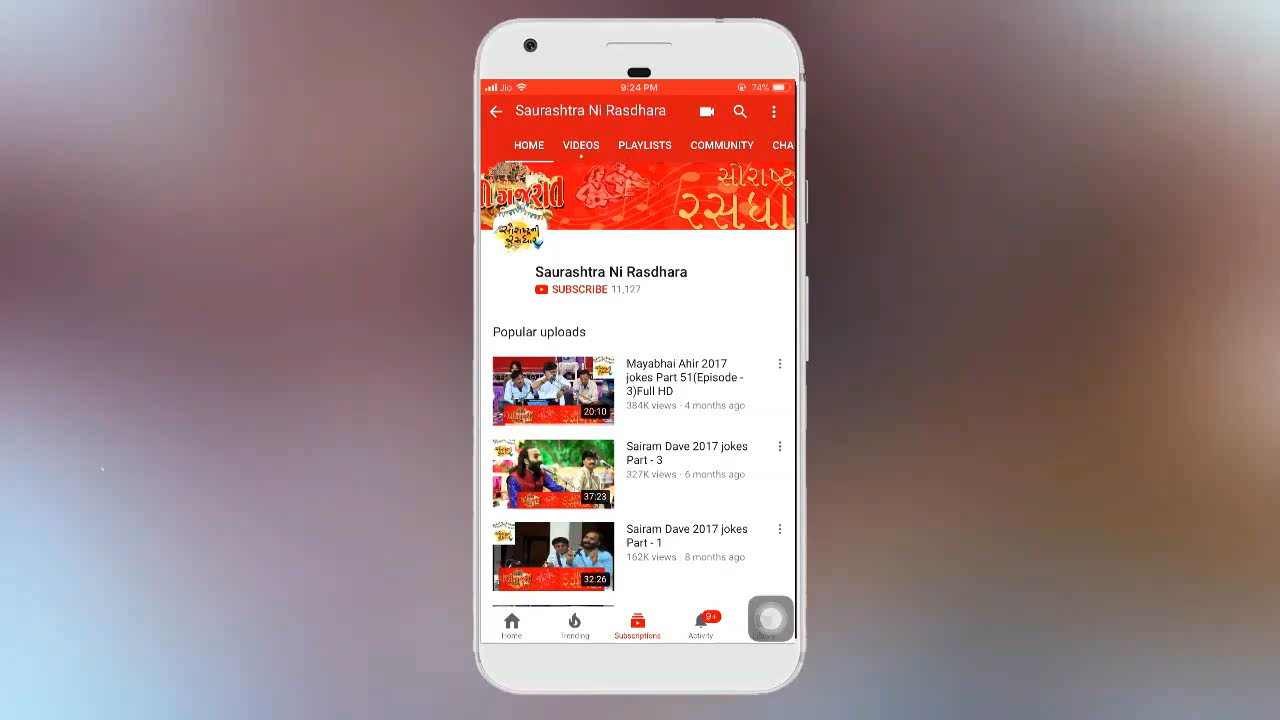 Jio 9:24 PM 74%
Saurashtra Ni Rasdhara
HOME VIDEOS PLAYLISTS COMMUNITY CHA
સૌરાષ્ટ્ર
ગુજરાતી
રસધા
સૌરાષ્ટ્રની
રસધાર
Saurashtra Ni Rasdhara
SUBSCRIBE 11,127
Popular uploads
Mayabhai Ahir 2017
jokes Part 51(Episode -
3)Full HD
384K views · 4 months ago
20:10
Sairam Dave 2017 jokes
Part - 3
327K views · 6 months ago
37:23
Sairam Dave 2017 jokes
Part - 1
162K views · 8 months ago
32:26
9+
Home Trending Subscriptions Activity